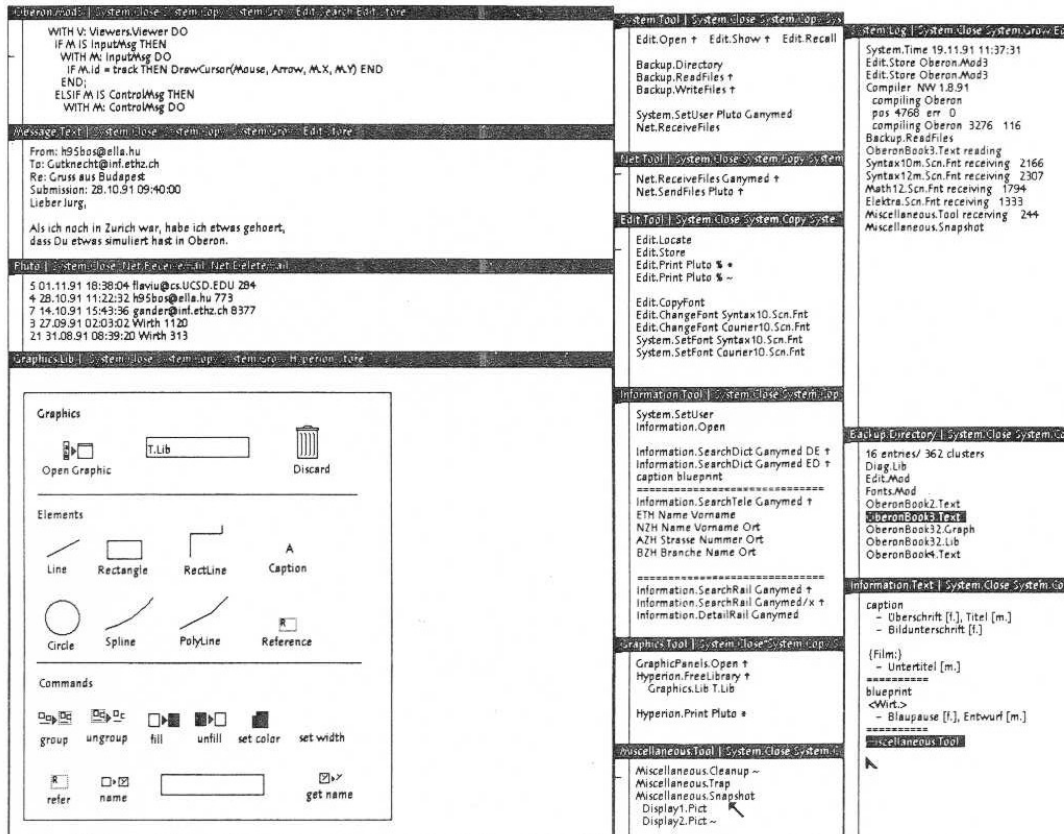 Oberon.Mod3 | System.Close System.Copy System.Grow Edit.Search Edit.Store
WITH V: Viewers.Viewer DO
IF M IS InputMsg THEN
WITH M: InputMsg DO
IF M.id = track THEN DrawCursor(Mouse, Arrow, M.X, M.Y) END
END;
ELSIF M IS ControlMsg THEN
WITH M: ControlMsg DO
Message.Text | System.Close System.Copy System.Grow Edit.Store
From: h95bos@ella.hu
To: Gutknecht@inf.ethz.ch
Re: Gruss aus Budapest
Submission: 28.10.91 09:40:00
Lieber Jurg,
Als ich noch in Zurich war, habe ich etwas gehoert,
dass Du etwas simuliert hast in Oberon.
Pluto | System.Close Net.ReceiveMail Net.DeleteMail
5 01.11.91 18:38:04 flaviu@cs.UCSD.EDU 284
4 28.10.91 11:22:32 h95bos@ella.hu 773
7 14.10.91 15:43:36 gander@inf.ethz.ch 8377
3 27.09.91 02:03:02 Wirth 1120
21 31.08.91 08:39:20 Wirth 313
Graphics.Lib | System.Close System.Copy System.Grow Hyperion.Store
Graphics
T.Lib
Open Graphic
Discard
Elements
A
Line Rectangle RectLine Caption
R
Circle Spline PolyLine Reference
Commands
group ungroup fill unfill set color set width
R
refer name get name
System.Tool | System.Close System.Copy Sys
Edit.Open ↑ Edit.Show ↑ Edit.Recall
Backup.Directory
Backup.ReadFiles ↑
Backup.WriteFiles ↑
System.SetUser Pluto Ganymed
Net.ReceiveFiles
Net.Tool | System.Close System.Copy System
Net.ReceiveFiles Ganymed ↑
Net.SendFiles Pluto ↑
Edit.Tool | System.Close System.Copy Syste
Edit.Locate
Edit.Store
Edit.Print Pluto % *
Edit.Print Pluto % ~
Edit.CopyFont
Edit.ChangeFont Syntax10.Scn.Fnt
Edit.ChangeFont Courier10.Scn.Fnt
System.SetFont Syntax10.Scn.Fnt
System.SetFont Courier10.Scn.Fnt
Information.Tool | System.Close System.Cop
System.SetUser
Information.Open
Information.SearchDict Ganymed DE ↑
Information.SearchDict Ganymed ED ↑
caption blueprint
============================
Information.SearchTele Ganymed ↑
ETH Name Vorname
NZH Name Vorname Ort
AZH Strasse Nummer Ort
BZH Branche Name Ort
============================
Information.SearchRail Ganymed ↑
Information.SearchRail Ganymed/x ↑
Information.DetailRail Ganymed
Graphics.Tool | System.Close System.Copy
GraphicPanels.Open ↑
Hyperion.FreeLibrary ↑
Graphics.Lib T.Lib
Hyperion.Print Pluto *
Miscellaneous.Tool | System.Close System.
Miscellaneous.Cleanup ~
Miscellaneous.Trap
Miscellaneous.Snapshot
Display1.Pict
Display2.Pict ~
System.Log | System.Close System.Grow Ed
System.Time 19.11.91 11:37:31
Edit.Store Oberon.Mod3
Edit.Store Oberon.Mod3
Compiler NW 1.8.91
compiling Oberon
pos 4768 err 0
compiling Oberon 3276 116
Backup.ReadFiles
OberonBook3.Text reading
Syntax10m.Scn.Fnt receiving 2166
Syntax12m.Scn.Fnt receiving 2307
Math12.Scn.Fnt receiving 1794
Elektra.Scn.Fnt receiving 1333
Miscellaneous.Tool receiving 244
Miscellaneous.Snapshot
Backup.Directory | System.Close System.Co
16 entries/ 362 clusters
Diag.Lib
Edit.Mod
Fonts.Mod
OberonBook2.Text
OberonBook3.Text
OberonBook32.Graph
OberonBook32.Lib
OberonBook4.Text
Information.Text | System.Close System.Co
caption
– Überschrift [f.], Titel [m.]
– Bildunterschrift [f.]
{Film:}
– Untertitel [m.]
==========
blueprint
<Wirt.>
– Blaupause [f.], Entwurf [m.]
==========
Miscellaneous.Tool